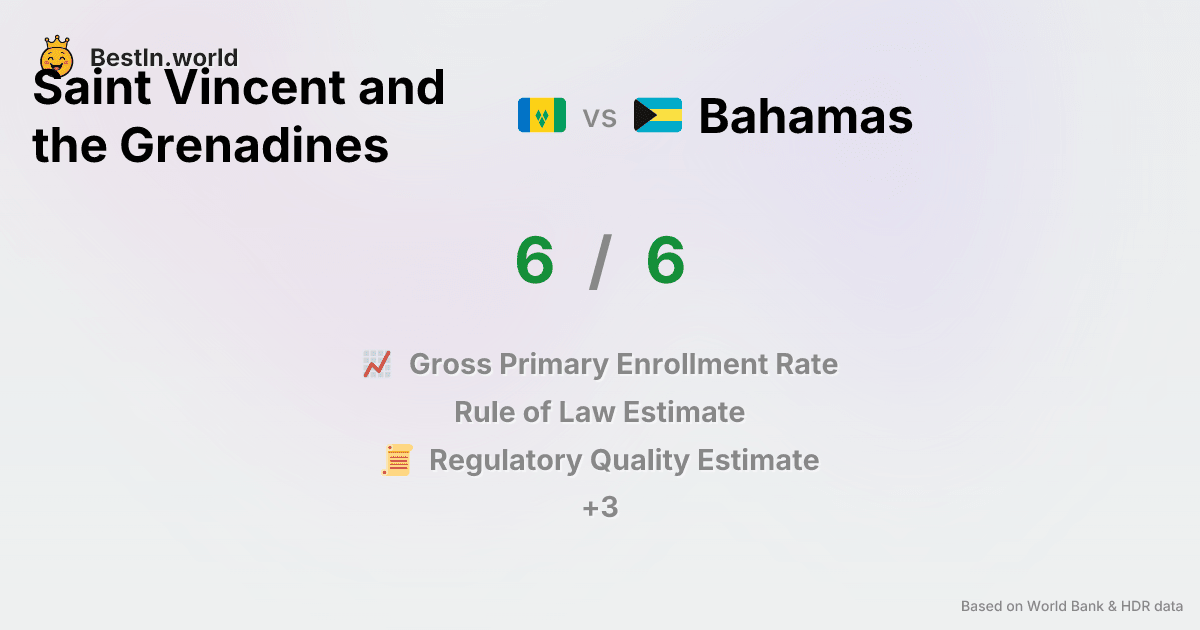 BestIn.world
Saint Vincent and
the Grenadines
vs Bahamas
6 / 6
Gross Primary Enrollment Rate
Rule of Law Estimate
Regulatory Quality Estimate
+3
Based on World Bank & HDR data